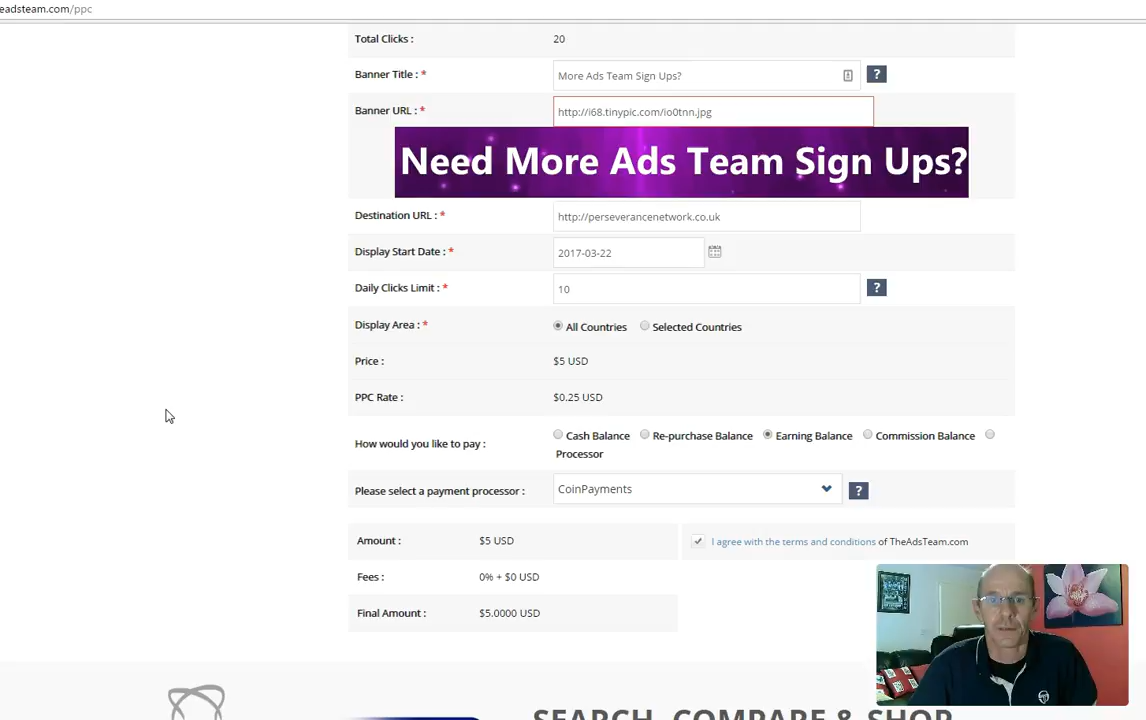 eadsteam.com/ppc
Total Clicks : 20
Banner Title : * More Ads Team Sign Ups? ?
Banner URL : * http://i68.tinypic.com/io0tnn.jpg
Need More Ads Team Sign Ups?
Destination URL : * http://perseverancenetwork.co.uk
Display Start Date : * 2017-03-22
Daily Clicks Limit : * 10 ?
Display Area : * All Countries Selected Countries
Price : $5 USD
PPC Rate : $0.25 USD
How would you like to pay : Cash Balance Re-purchase Balance Earning Balance Commission Balance
Processor
Please select a payment processor : CoinPayments ?
Amount : $5 USD I agree with the terms and conditions of TheAdsTeam.com
Fees : 0% + $0 USD
Final Amount : $5.0000 USD
SEARCH, COMPARE & SHOP